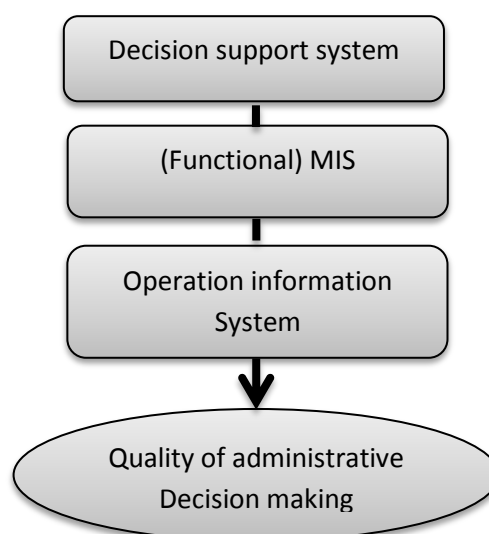 Decision support system
(Functional) MIS
Operation information
System
Quality of administrative
Decision making